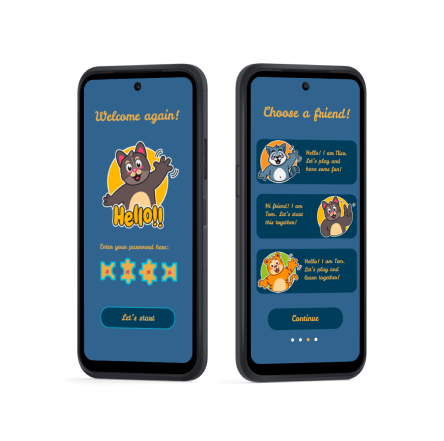 Welcome again!
Hello!!
Enter your password here:
Let's start
Choose a friend!
Hello! I am Nico.
Let's play and
have some fun!
Hi friend! I am
Tom. Let's start
this together!
Hello! I am Tom.
Let's play and
learn together!
Continue